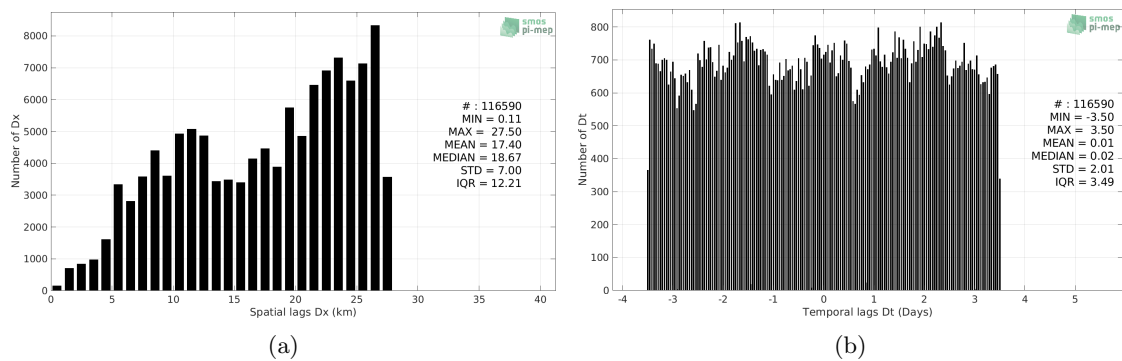 smos
pi-mep
8000
7000
6000
5000
4000
3000
2000
1000
0
Number of Dx
# : 116590
MIN = 0.11
MAX = 27.50
MEAN = 17.40
MEDIAN = 18.67
STD = 7.00
IQR = 12.21
0 5 10 15 20 25 30 35 40
Spatial lags Dx (km)
(a)
smos
pi-mep
800
700
600
500
400
300
200
100
0
Number of Dt
# : 116590
MIN = -3.50
MAX = 3.50
MEAN = 0.01
MEDIAN = 0.02
STD = 2.01
IQR = 3.49
-4 -3 -2 -1 0 1 2 3 4 5
Temporal lags Dt (Days)
(b)